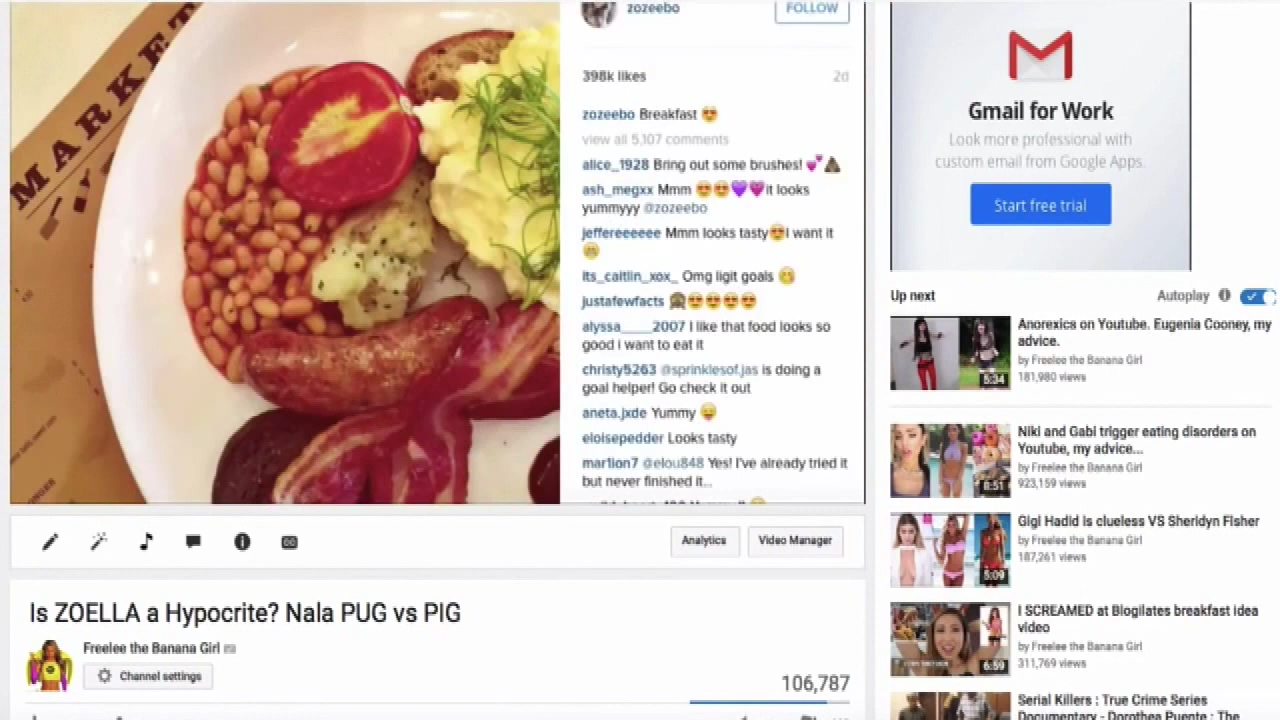 MARKET
zozeebo
FOLLOW
398k likes
2d
zozeebo Breakfast 😍
view all 5,107 comments
alice_1928 Bring out some brushes! 💕💩
ash_megxx Mmm 😍😍💜💗it looks
yummyyy @zozeebo
jeffereeeeee Mmm looks tasty😍I want it
😁
its_caitlin_xox_ Omg ligit goals 🤭
justafewfacts 🙈😍😍😍😍
alyssa____2007 I like that food looks so
good i want to eat it
christy5263 @sprinklesof.jas is doing a
goal helper! Go check it out
aneta.jxde Yummy 😝
eloisepedder Looks tasty
marlion7 @elou848 Yes! I've already tried it
but never finished it...
Analytics
Video Manager
Is ZOELLA a Hypocrite? Nala PUG vs PIG
Freelee the Banana Girl
Channel settings
106,787
Gmail for Work
Look more professional with
custom email from Google Apps.
Start free trial
Up next
Autoplay
Anorexics on Youtube. Eugenia Cooney, my
advice.
by Freelee the Banana Girl
181,980 views
5:34
Niki and Gabi trigger eating disorders on
Youtube, my advice...
by Freelee the Banana Girl
923,159 views
8:51
Gigi Hadid is clueless VS Sheridyn Fisher
by Freelee the Banana Girl
187,261 views
5:09
I SCREAMED at Blogilates breakfast idea
video
by Freelee the Banana Girl
311,769 views
6:59
Serial Killers : True Crime Series
Documentary - Dorothea Puente : The